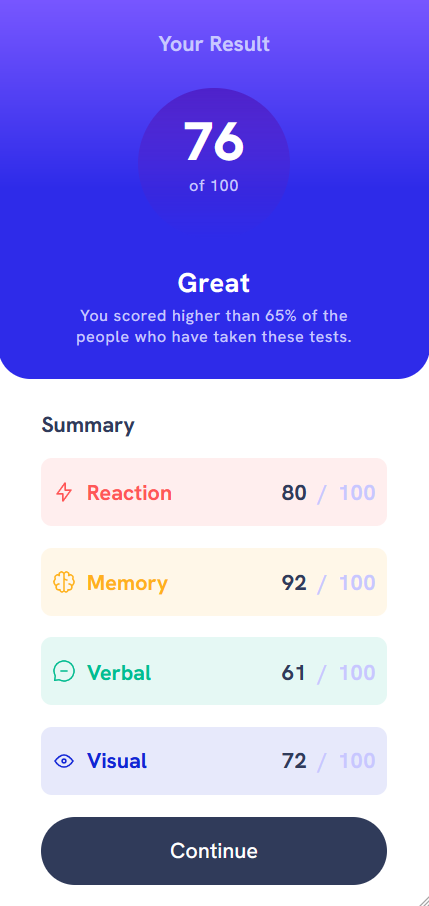 Your Result
76
of 100
Great
You scored higher than 65% of the
people who have taken these tests.
Summary
Reaction 80 / 100
Memory 92 / 100
Verbal 61 / 100
Visual 72 / 100
Continue